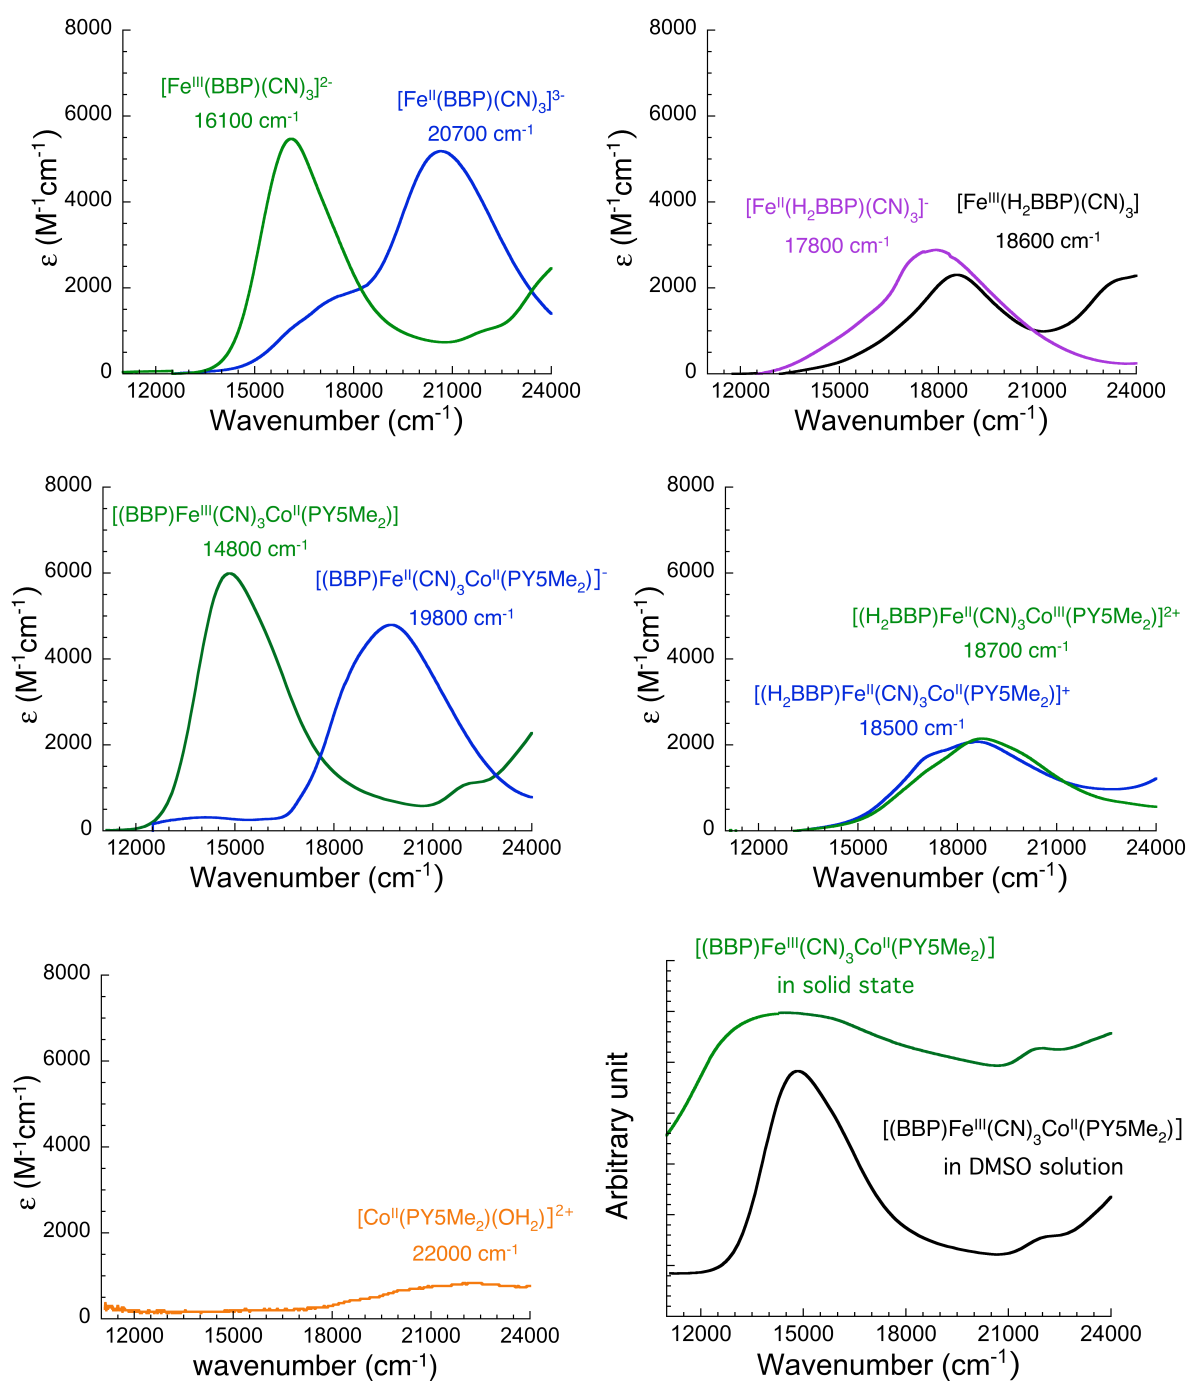 8000
6000
4000
2000
0
ε (M⁻¹cm⁻¹)
[Feᴵᴵᴵ(BBP)(CN)₃]²⁻
16100 cm⁻¹
[Feᴵᴵ(BBP)(CN)₃]³⁻
20700 cm⁻¹
12000 15000 18000 21000 24000
Wavenumber (cm⁻¹)
8000
6000
4000
2000
0
ε (M⁻¹cm⁻¹)
[Feᴵᴵ(H₂BBP)(CN)₃]⁻
17800 cm⁻¹
[Feᴵᴵᴵ(H₂BBP)(CN)₃]
18600 cm⁻¹
12000 15000 18000 21000 24000
Wavenumber (cm⁻¹)
8000
6000
4000
2000
0
ε (M⁻¹cm⁻¹)
[(BBP)Feᴵᴵᴵ(CN)₃Coᴵᴵ(PY5Me₂)]
14800 cm⁻¹
[(BBP)Feᴵᴵ(CN)₃Coᴵᴵ(PY5Me₂)]⁻
19800 cm⁻¹
12000 15000 18000 21000 24000
Wavenumber (cm⁻¹)
8000
6000
4000
2000
0
ε (M⁻¹cm⁻¹)
[(H₂BBP)Feᴵᴵ(CN)₃Coᴵᴵᴵ(PY5Me₂)]²⁺
18700 cm⁻¹
[(H₂BBP)Feᴵᴵ(CN)₃Coᴵᴵ(PY5Me₂)]⁺
18500 cm⁻¹
12000 15000 18000 21000 24000
Wavenumber (cm⁻¹)
8000
6000
4000
2000
0
ε (M⁻¹cm⁻¹)
[Coᴵᴵ(PY5Me₂)(OH₂)]²⁺
22000 cm⁻¹
12000 15000 18000 21000 24000
wavenumber (cm⁻¹)
[(BBP)Feᴵᴵᴵ(CN)₃Coᴵᴵ(PY5Me₂)]
in solid state
Arbitrary unit
[(BBP)Feᴵᴵᴵ(CN)₃Coᴵᴵ(PY5Me₂)]
in DMSO solution
12000 15000 18000 21000 24000
Wavenumber (cm⁻¹)